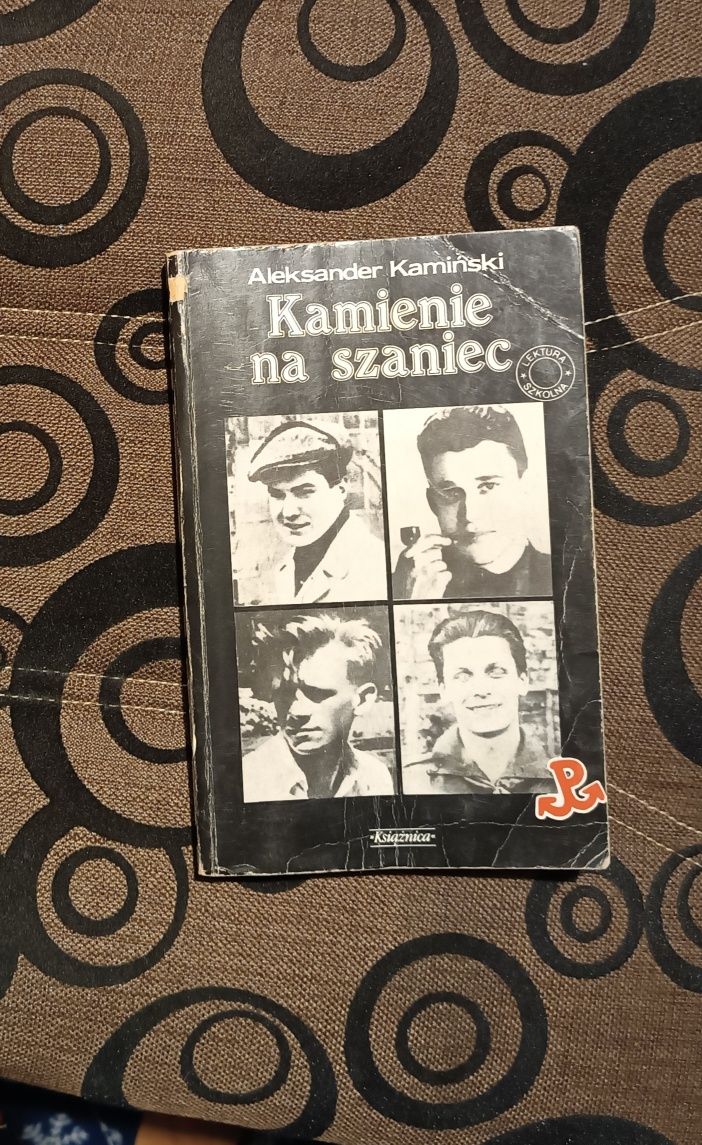 Aleksander Kamiński
Kamienie
na szaniec
LEKTURA
SZKOLNA
•Książnica•